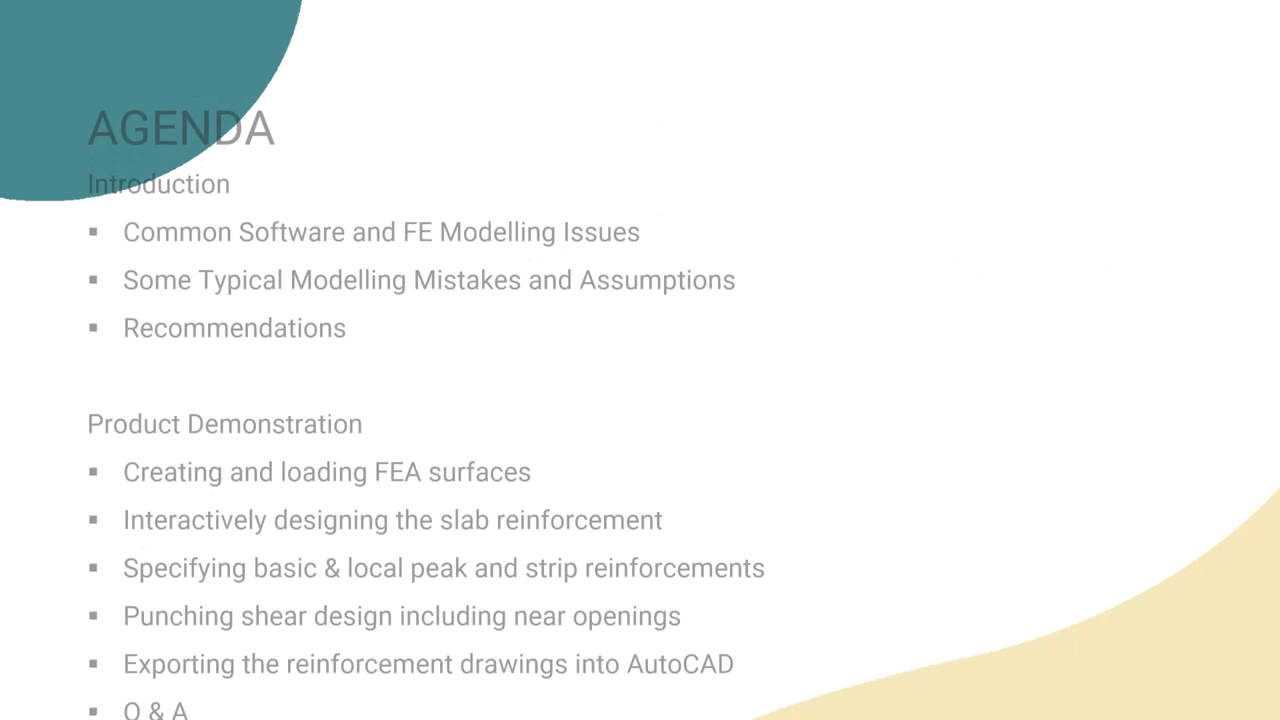 AGENDA
Introduction
▪ Common Software and FE Modelling Issues
▪ Some Typical Modelling Mistakes and Assumptions
▪ Recommendations
Product Demonstration
▪ Creating and loading FEA surfaces
▪ Interactively designing the slab reinforcement
▪ Specifying basic & local peak and strip reinforcements
▪ Punching shear design including near openings
▪ Exporting the reinforcement drawings into AutoCAD
▪ Q & A